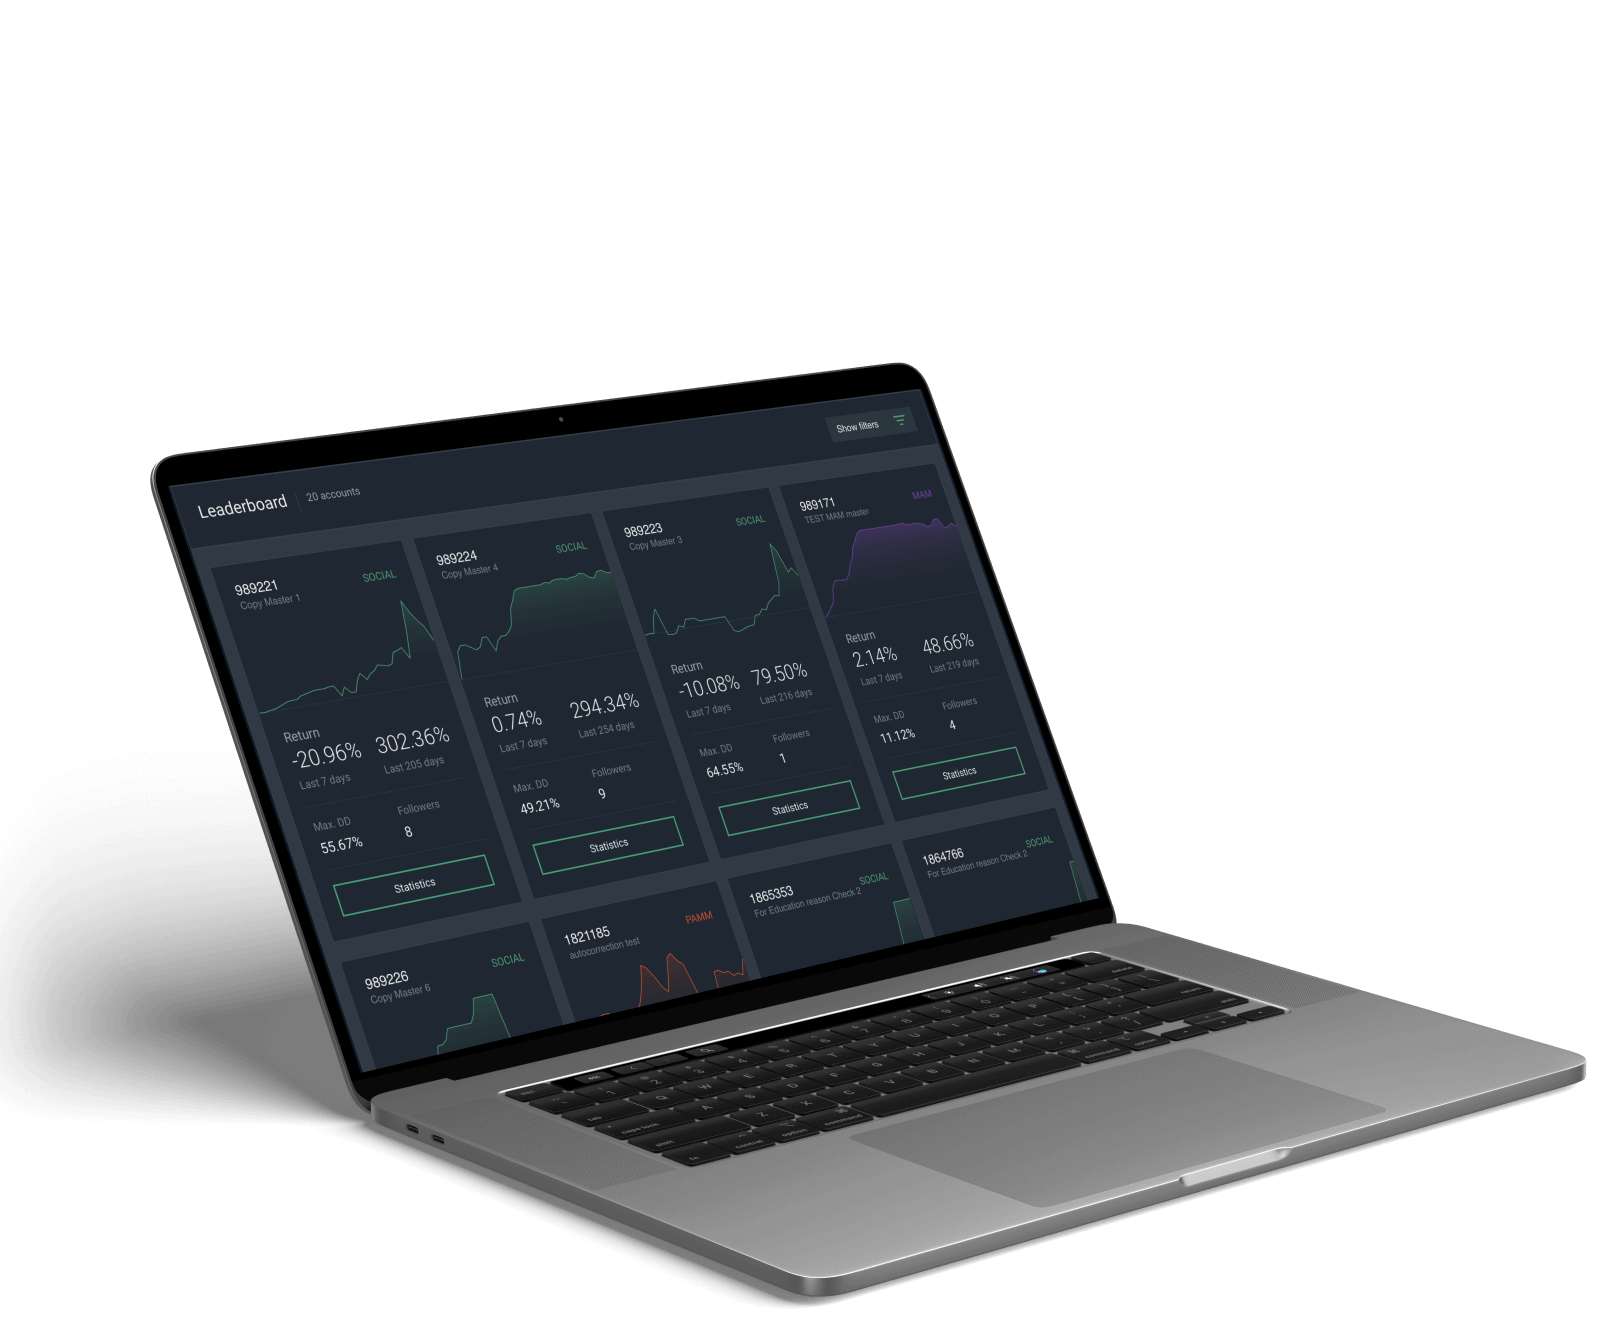 Leaderboard
20 accounts
Show filters
989221
SOCIAL
Copy Master 1
Return
-20.96%
302.36%
Last 7 days
Last 205 days
Max. DD
Followers
55.67%
8
Statistics
989224
SOCIAL
Copy Master 4
Return
0.74%
294.34%
Last 7 days
Last 254 days
Max. DD
Followers
49.21%
9
Statistics
989223
SOCIAL
Copy Master 3
Return
-10.08%
79.50%
Last 7 days
Last 216 days
Max. DD
Followers
64.55%
1
Statistics
989171
MAM
TEST MAM master
Return
2.14%
48.66%
Last 7 days
Last 219 days
Max. DD
Followers
11.12%
4
Statistics
989226
SOCIAL
Copy Master 6
1821185
PAMM
autocorrection test
1865353
SOCIAL
For Education reason Check 2
1864766
SOCIAL
For Education reason Check 2